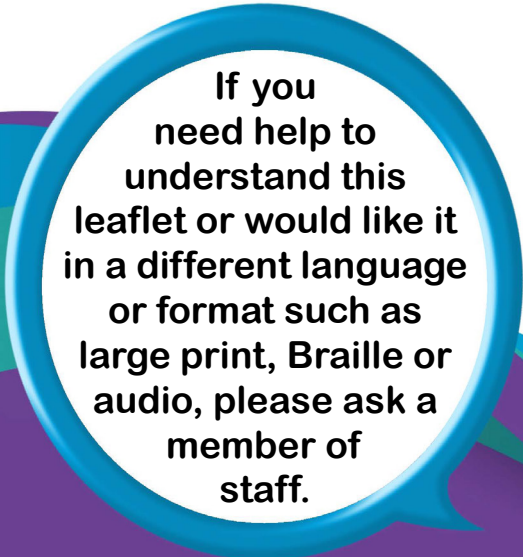 If you
need help to
understand this
leaflet or would like it
in a different language
or format such as
large print, Braille or
audio, please ask a
member of
staff.